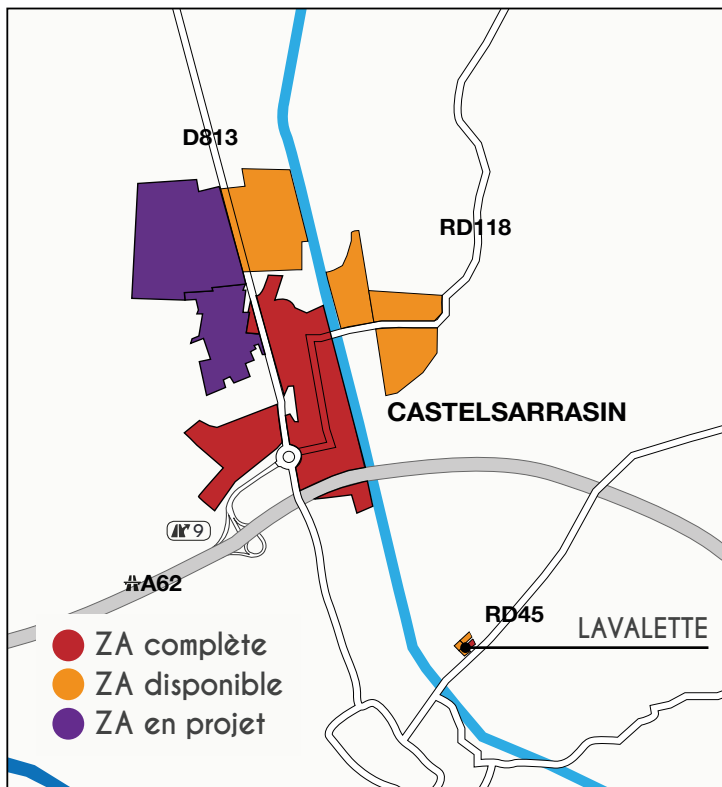 D813
RD118
CASTELSARRASIN
9
A62
RD45
LAVALETTE
ZA complète
ZA disponible
ZA en projet